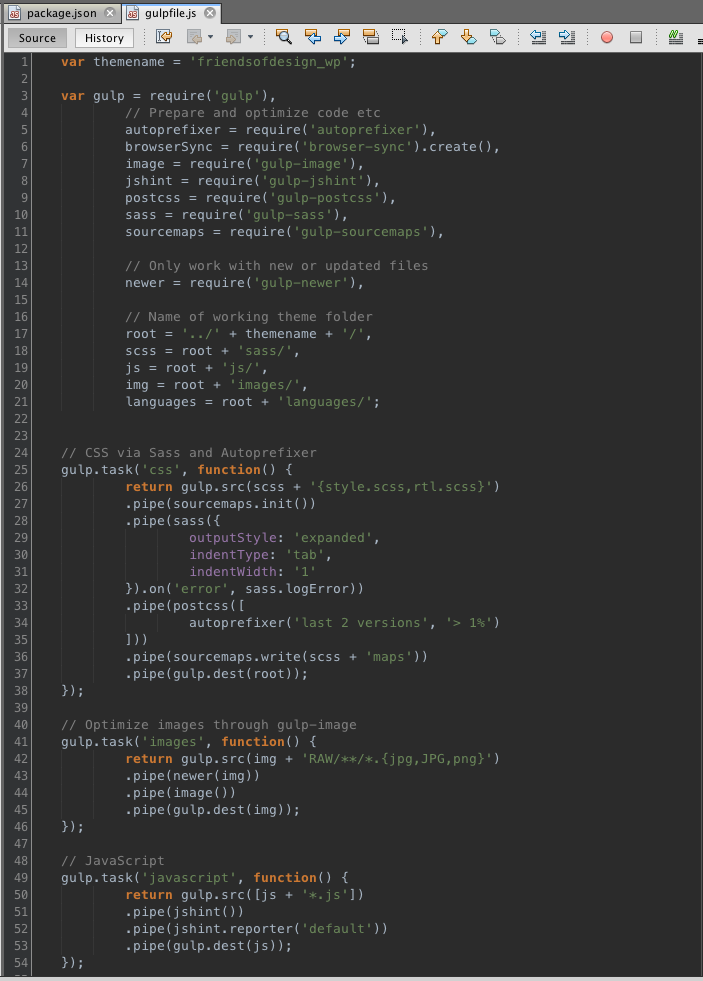 package.json
gulpfile.js
Source
History
1 var themename = 'friendsofdesign_wp';
2
3 var gulp = require('gulp'),
4 // Prepare and optimize code etc
5 autoprefixer = require('autoprefixer'),
6 browserSync = require('browser-sync').create(),
7 image = require('gulp-image'),
8 jshint = require('gulp-jshint'),
9 postcss = require('gulp-postcss'),
10 sass = require('gulp-sass'),
11 sourcemaps = require('gulp-sourcemaps'),
12
13 // Only work with new or updated files
14 newer = require('gulp-newer'),
15
16 // Name of working theme folder
17 root = '../' + themename + '/',
18 scss = root + 'sass/',
19 js = root + 'js/',
20 img = root + 'images/',
21 languages = root + 'languages/';
22
23
24 // CSS via Sass and Autoprefixer
25 gulp.task('css', function() {
26 return gulp.src(scss + '{style.scss,rtl.scss}')
27 .pipe(sourcemaps.init())
28 .pipe(sass({
29 outputStyle: 'expanded',
30 indentType: 'tab',
31 indentWidth: '1'
32 }).on('error', sass.logError))
33 .pipe(postcss([
34 autoprefixer('last 2 versions', '> 1%')
35 ]))
36 .pipe(sourcemaps.write(scss + 'maps'))
37 .pipe(gulp.dest(root));
38 });
39
40 // Optimize images through gulp-image
41 gulp.task('images', function() {
42 return gulp.src(img + 'RAW/**/*.{jpg,JPG,png}')
43 .pipe(newer(img))
44 .pipe(image())
45 .pipe(gulp.dest(img));
46 });
47
48 // JavaScript
49 gulp.task('javascript', function() {
50 return gulp.src([js + '*.js'])
51 .pipe(jshint())
52 .pipe(jshint.reporter('default'))
53 .pipe(gulp.dest(js));
54 });